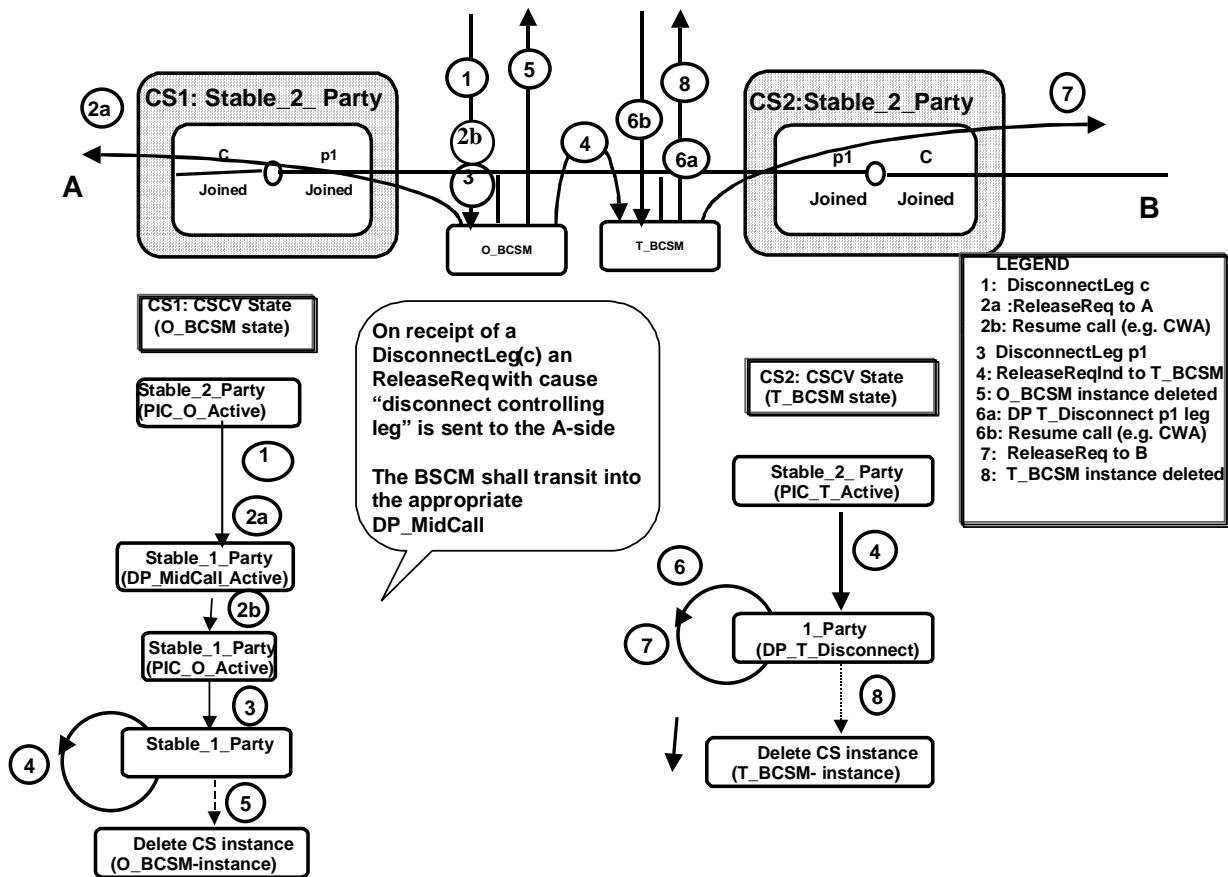 1
5
8
7
CS1: Stable_2_ Party
CS2:Stable_2_Party
2a
2b
6b
4
6a
3
C
p1
p1
C
Joined
Joined
Joined
Joined
A
B
O_BCSM
T_BCSM
LEGEND
1: DisconnectLeg c
2a :ReleaseReq to A
2b: Resume call (e.g. CWA)
3 DisconnectLeg p1
4: ReleaseReqInd to T_BCSM
5: O_BCSM instance deleted
6a: DP T_Disconnect p1 leg
6b: Resume call (e.g. CWA)
7: ReleaseReq to B
8: T_BCSM instance deleted
CS1: CSCV State
(O_BCSM state)
On receipt of a
DisconnectLeg(c) an
ReleaseReq with cause
“disconnect controlling
leg” is sent to the A-side
The BSCM shall transit into
the appropriate
DP_MidCall
CS2: CSCV State
(T_BCSM state)
Stable_2_Party
(PIC_O_Active)
1
2a
Stable_1_Party
(DP_MidCall_Active)
2b
Stable_1_Party
(PIC_O_Active)
3
Stable_1_Party
4
5
Delete CS instance
(O_BCSM-instance)
Stable_2_ Party
(PIC_T_Active)
4
6
1_Party
(DP_T_Disconnect)
7
8
Delete CS instance
(T_BCSM- instance)